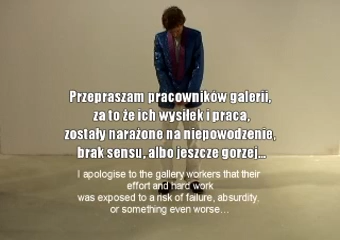 Przepraszam pracowników galerii,
za to że ich wysiłek i praca,
zostały narażone na niepowodzenie,
brak sensu, albo jeszcze gorzej...
I apologise to the gallery workers that their
effort and hard work
was exposed to a risk of failure, absurdity,
or something even worse...